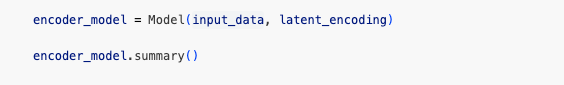 encoder_model = Model(input_data, latent_encoding)
encoder_model.summary()